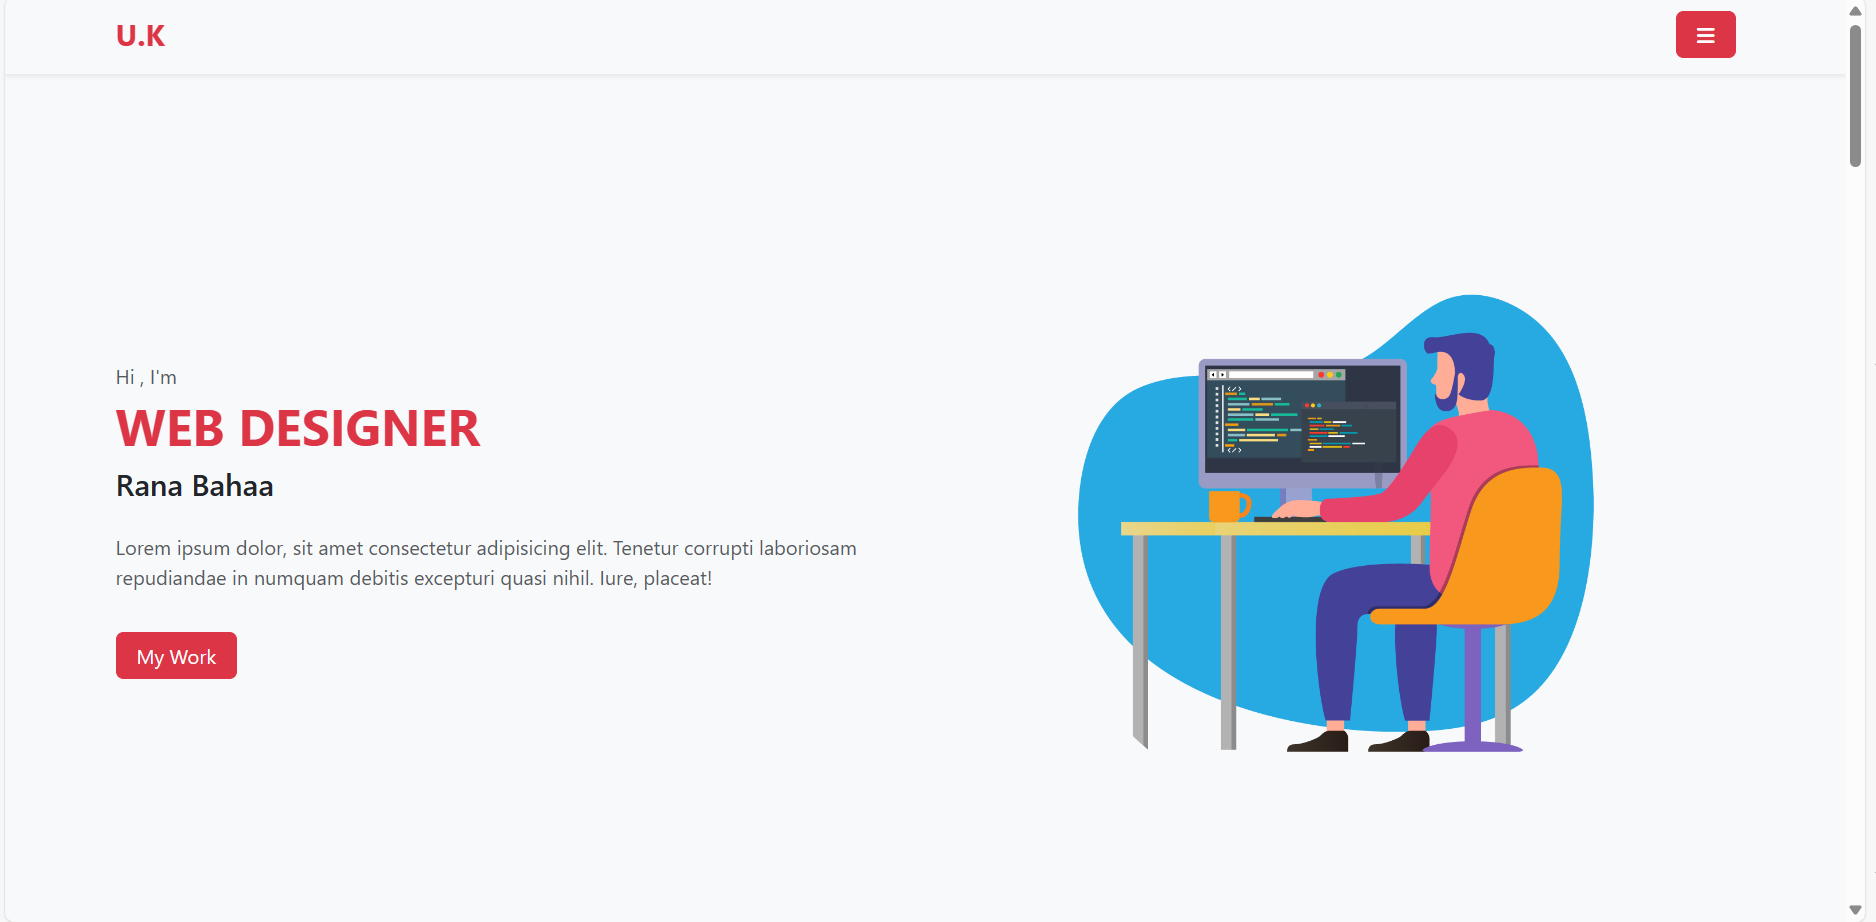 U.K
Hi , I'm
WEB DESIGNER
Rana Bahaa
Lorem ipsum dolor, sit amet consectetur adipisicing elit. Tenetur corrupti laboriosam
repudiandae in numquam debitis excepturi quasi nihil. Iure, placeat!
My Work